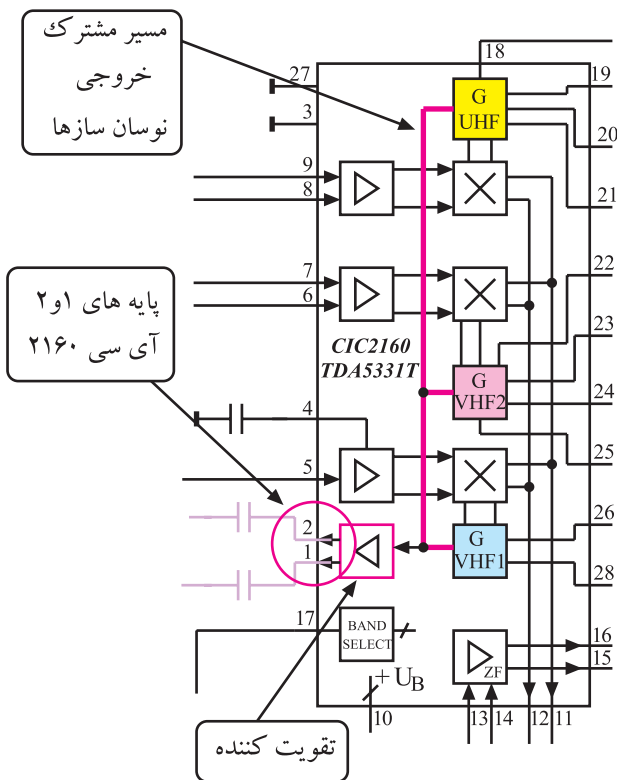 مسیر مشترک
خروجی
نوسان سازها
18
27
19
G
UHF
3
20
9
8
21
7
22
6
پایه های ۱و۲
آی سی ۲۱۶۰
CIC2160
TDA5331T
23
G
VHF2
24
4
25
5
2
26
G
VHF1
1
28
17
BAND
SELECT
16
ZF
15
+U_B
10
13
14
12
11
تقویت کننده